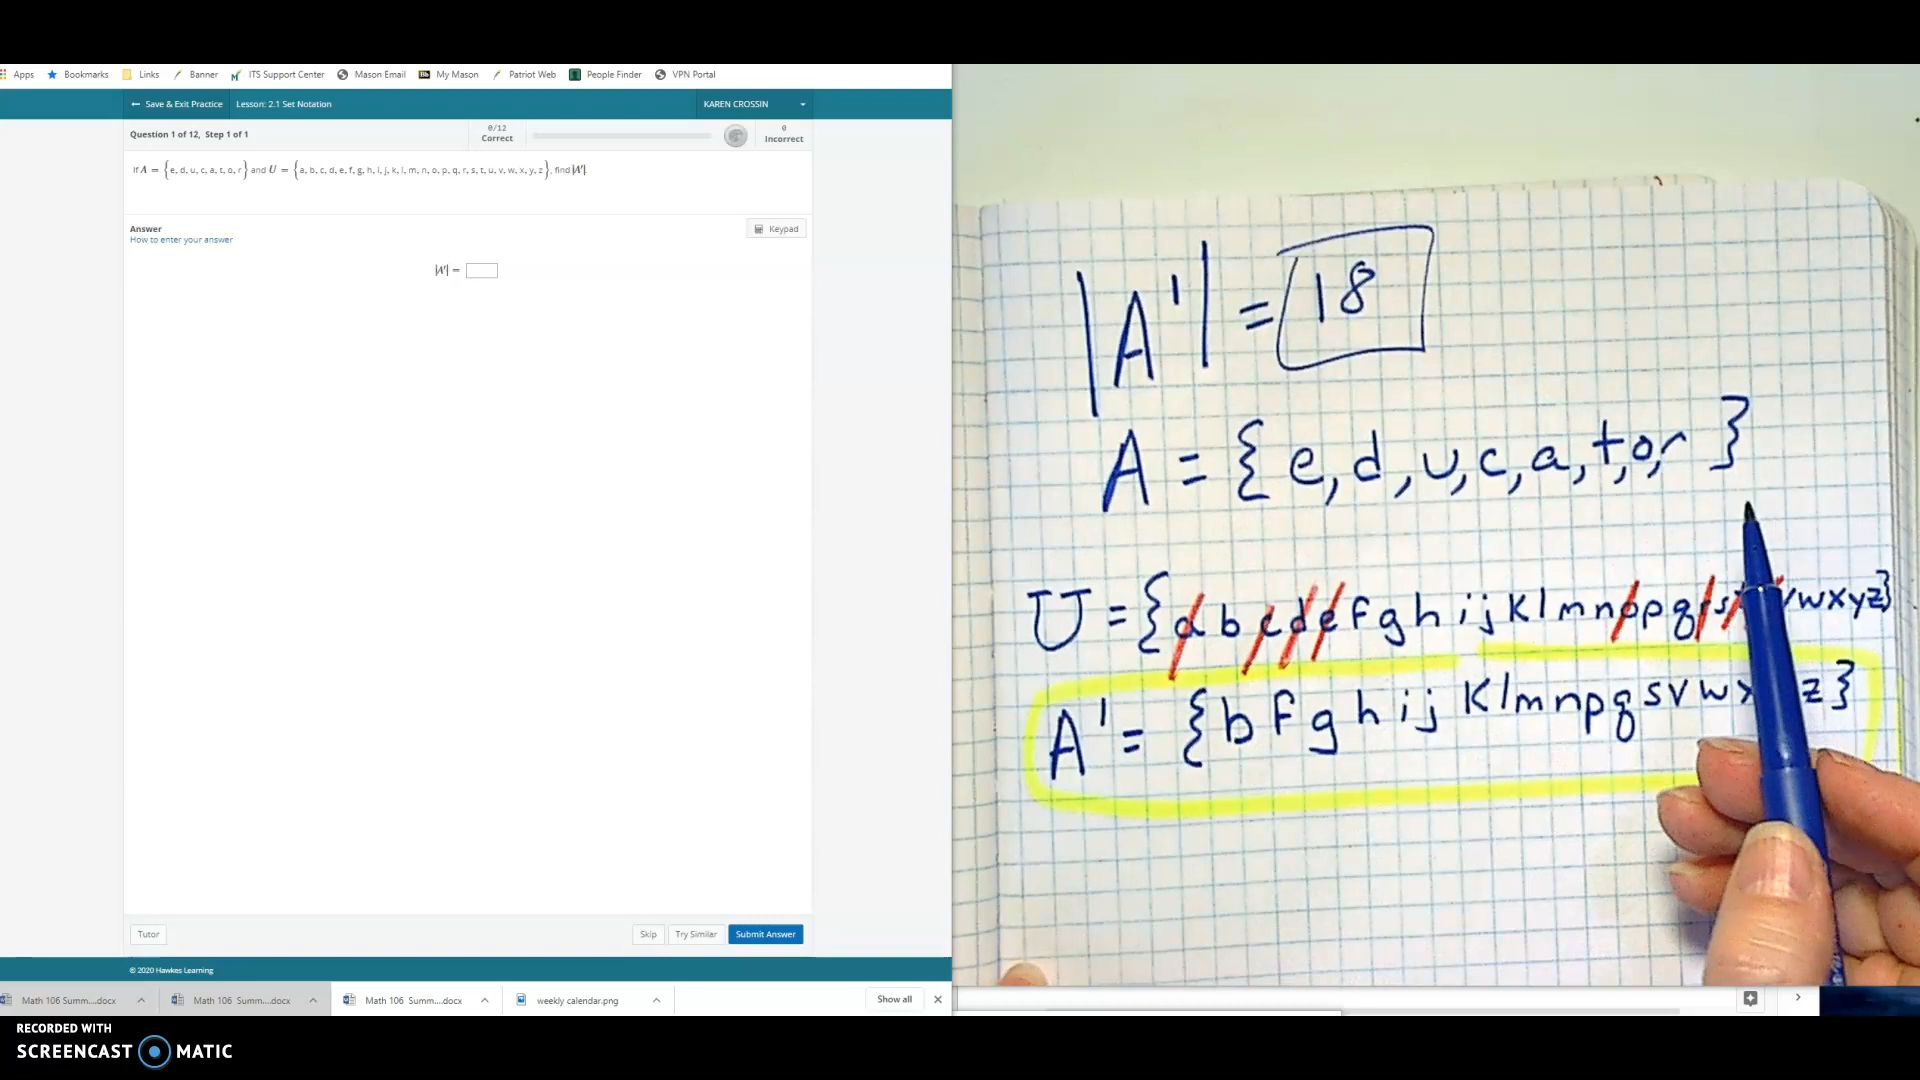 Apps Bookmarks Links Banner ITS Support Center Mason Email My Mason Patriot Web People Finder VPN Portal
← Save & Exit Practice Lesson: 2.1 Set Notation KAREN CROSSIN
Question 1 of 12, Step 1 of 1 0/12 Correct 0 Incorrect
If A = {e, d, u, c, a, t, o, r} and U = {a, b, c, d, e, f, g, h, i, j, k, l, m, n, o, p, q, r, s, t, u, v, w, x, y, z}, find |A'|.
Answer
How to enter your answer
Keypad
|A'| =
Tutor Skip Try Similar Submit Answer
© 2020 Hawkes Learning
Math 106 Summ....docx Math 106 Summ....docx Math 106 Summ....docx weekly calendar.png Show all
|A'| = 18
A = { e, d, u, c, a, t, o, r }
U = { a b c d e f g h i j k l m n o p q r s v w x y z }
A' = { b f g h i j k l m n p q s v w x z }
RECORDED WITH
SCREENCAST MATIC